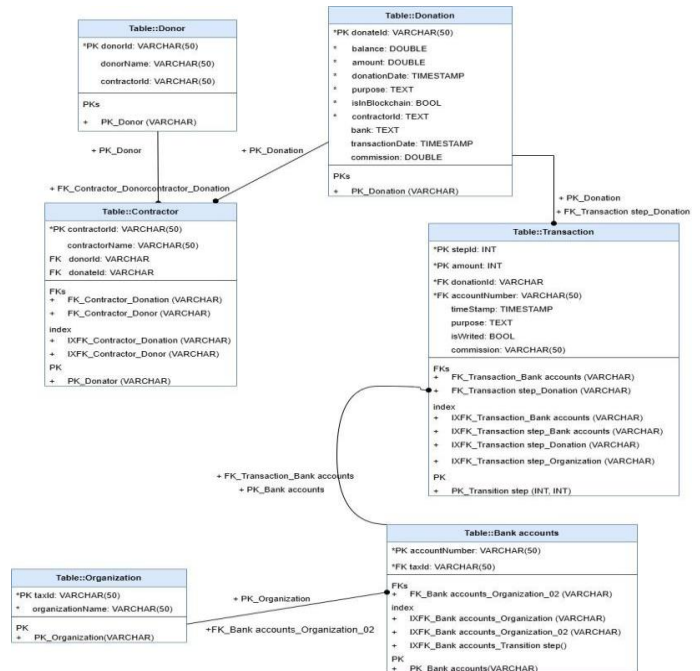 Table::Donor
*PK donorId: VARCHAR(50)
donorName: VARCHAR(50)
contractorId: VARCHAR(50)
PKs
+ PK_Donor (VARCHAR)
Table::Donation
*PK donateId: VARCHAR(50)
* balance: DOUBLE
* amount: DOUBLE
* donationDate: TIMESTAMP
* purpose: TEXT
* isInBlockchain: BOOL
* contractorId: TEXT
bank: TEXT
transactionDate: TIMESTAMP
commission: DOUBLE
PKs
+ PK_Donation (VARCHAR)
+ PK_Donor
+ PK_Donation
+ FK_Contractor_Donorcontractor_Donation
+ PK_Donation
+ FK_Transaction step_Donation
Table::Contractor
*PK contractorId: VARCHAR(50)
contractorName: VARCHAR(50)
FK donorId: VARCHAR
FK donateId: VARCHAR
FKs
+ FK_Contractor_Donation (VARCHAR)
+ FK_Contractor_Donor (VARCHAR)
index
+ IXFK_Contractor_Donation (VARCHAR)
+ IXFK_Contractor_Donor (VARCHAR)
PK
+ PK_Donator (VARCHAR)
Table::Transaction
*PK stepId: INT
*PK amount: INT
*FK donationId: VARCHAR
*FK accountNumber: VARCHAR(50)
timeStamp: TIMESTAMP
purpose: TEXT
isWrited: BOOL
commission: VARCHAR(50)
FKs
+ FK_Transaction_Bank accounts (VARCHAR)
+ FK_Transaction step_Donation (VARCHAR)
index
+ IXFK_Transaction_Bank accounts (VARCHAR)
+ IXFK_Transaction step_Bank accounts (VARCHAR)
+ IXFK_Transaction step_Donation (VARCHAR)
+ IXFK_Transaction step_Organization (VARCHAR)
PK
+ PK_Transition step (INT, INT)
+ FK_Transaction_Bank accounts
+ PK_Bank accounts
Table::Organization
*PK taxId: VARCHAR(50)
* organizationName: VARCHAR(50)
PK
+ PK_Organization(VARCHAR)
+ PK_Organization
+FK_Bank accounts_Organization_02
Table::Bank accounts
*PK accountNumber: VARCHAR(50)
*FK taxId: VARCHAR(50)
FKs
+ FK_Bank accounts_Organization_02 (VARCHAR)
index
+ IXFK_Bank accounts_Organization (VARCHAR)
+ IXFK_Bank accounts_Organization_02 (VARCHAR)
+ IXFK_Bank accounts_Transition step()
PK
+ PK_Bank accounts(VARCHAR)